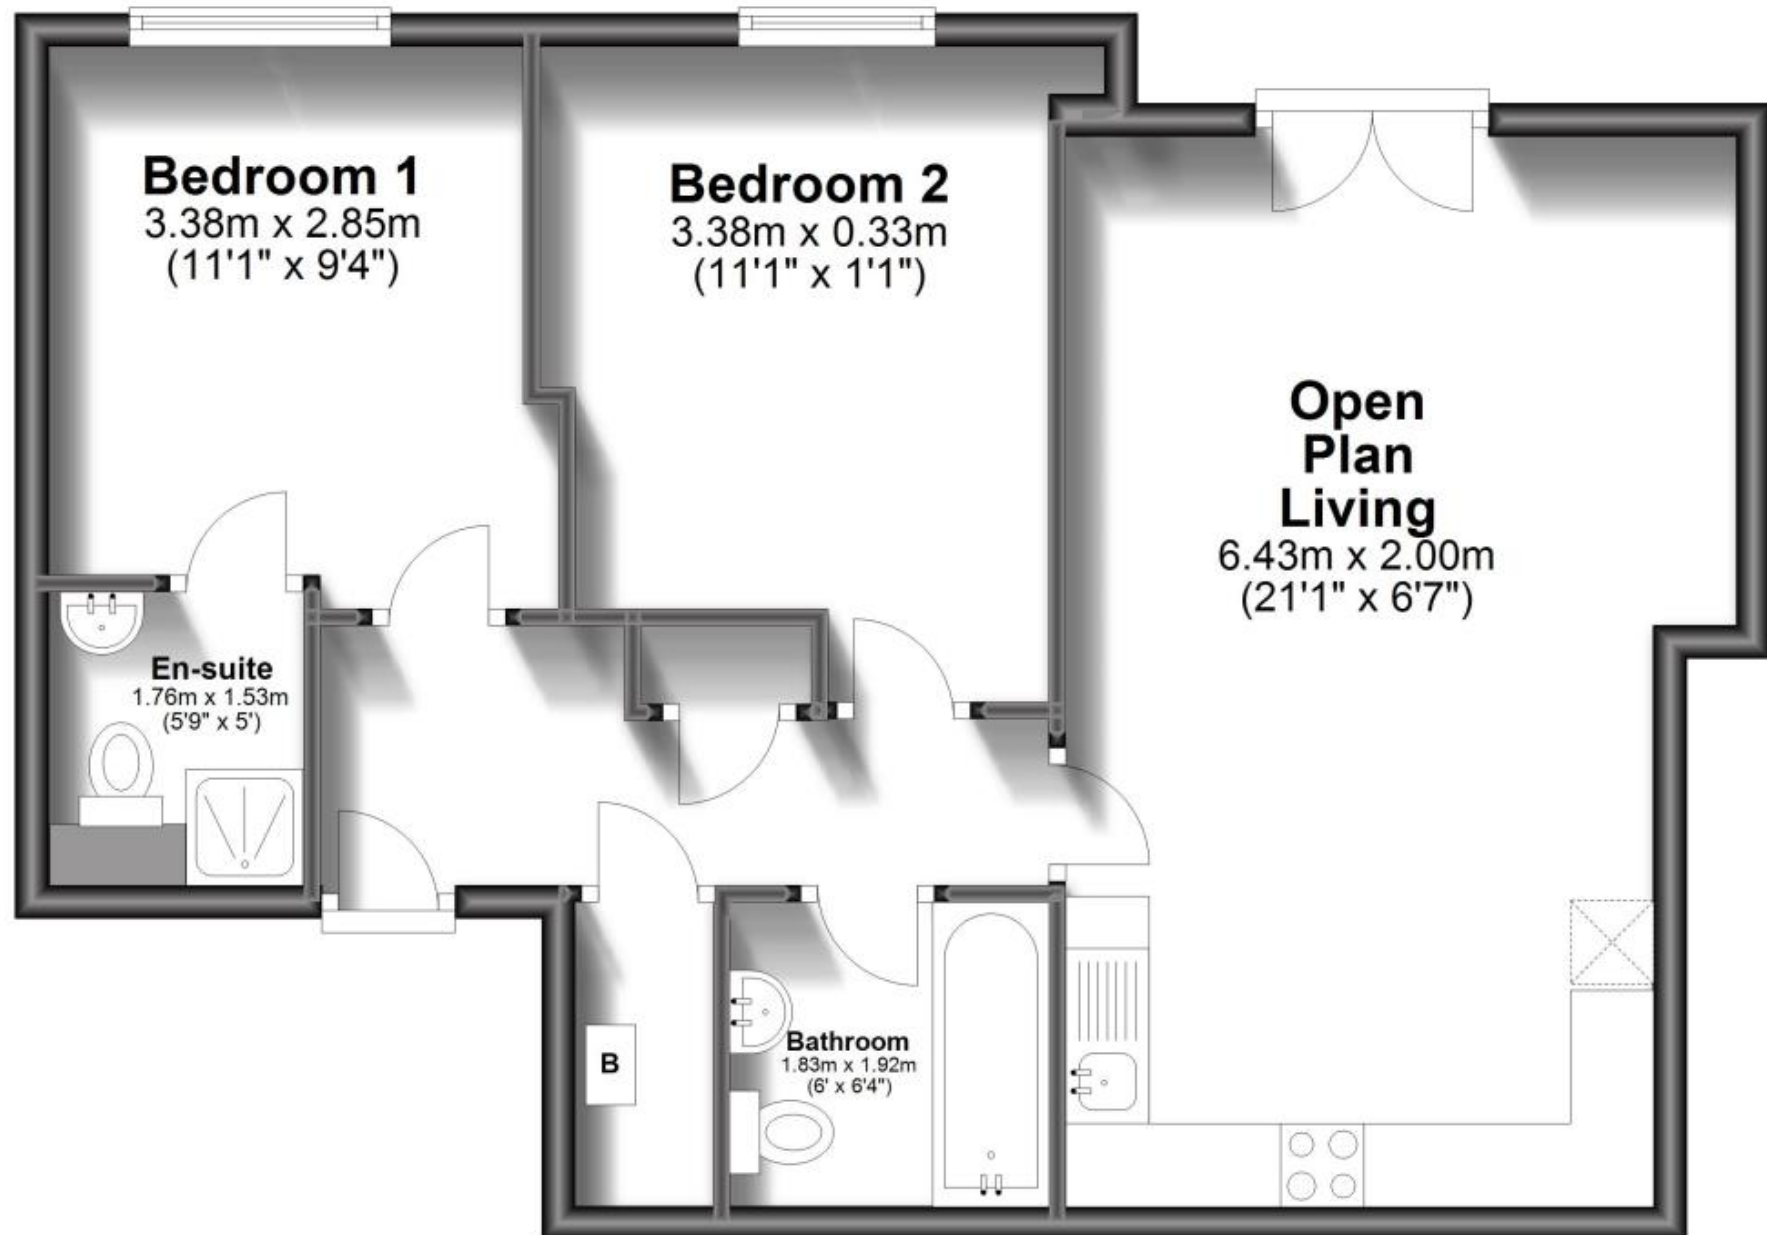 Bedroom 1
3.38m x 2.85m
(11'1" x 9'4")
Bedroom 2
3.38m x 0.33m
(11'1" x 1'1")
Open
Plan
Living
6.43m x 2.00m
(21'1" x 6'7")
En-suite
1.76m x 1.53m
(5'9" x 5')
B
Bathroom
1.83m x 1.92m
(6' x 6'4")